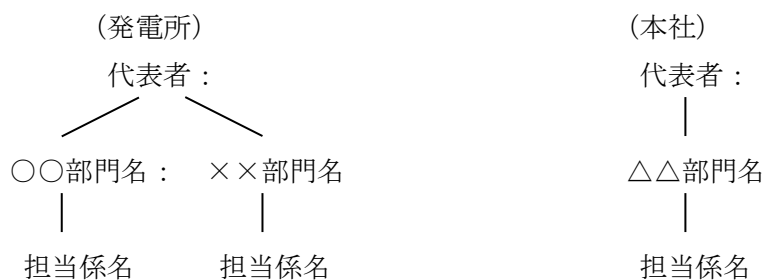 （発電所） （本社）
代表者： 代表者：
○○部門名： ××部門名 △△部門名
担当係名 担当係名 担当係名